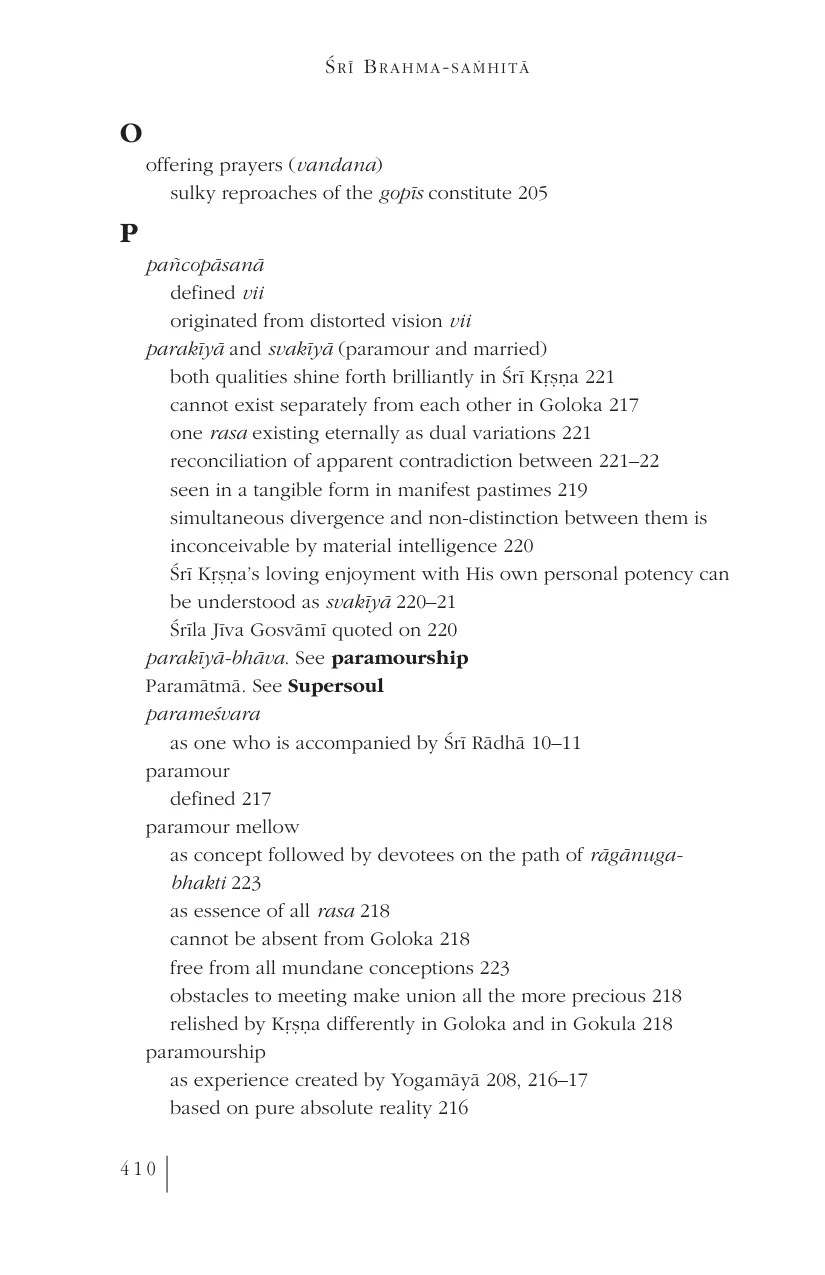 Śrī Brahma-saṁhitā
O
offering prayers (vandana)
sulky reproaches of the gopīs constitute 205
P
pañcopāsanā
defined vii
originated from distorted vision vii
parakīyā and svakīyā (paramour and married)
both qualities shine forth brilliantly in Śrī Kṛṣṇa 221
cannot exist separately from each other in Goloka 217
one rasa existing eternally as dual variations 221
reconciliation of apparent contradiction between 221–22
seen in a tangible form in manifest pastimes 219
simultaneous divergence and non-distinction between them is
inconceivable by material intelligence 220
Śrī Kṛṣṇa’s loving enjoyment with His own personal potency can
be understood as svakīyā 220–21
Śrīla Jīva Gosvāmī quoted on 220
parakīyā-bhāva. See paramourship
Paramātmā. See Supersoul
parameśvara
as one who is accompanied by Śrī Rādhā 10–11
paramour
defined 217
paramour mellow
as concept followed by devotees on the path of rāgānuga-
bhakti 223
as essence of all rasa 218
cannot be absent from Goloka 218
free from all mundane conceptions 223
obstacles to meeting make union all the more precious 218
relished by Kṛṣṇa differently in Goloka and in Gokula 218
paramourship
as experience created by Yogamāyā 208, 216–17
based on pure absolute reality 216
410